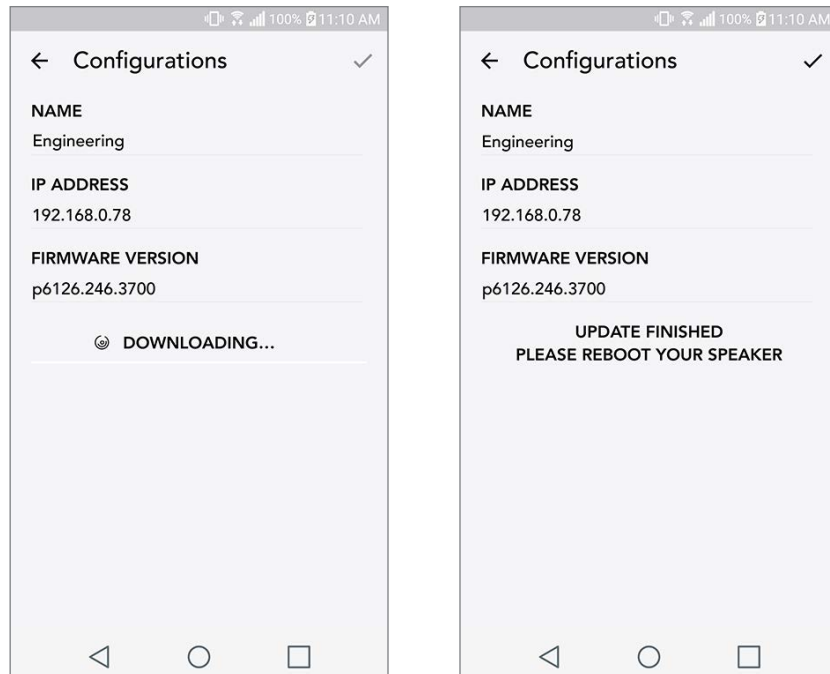 100% 11:10 AM
Configurations
NAME
Engineering
IP ADDRESS
192.168.0.78
FIRMWARE VERSION
p6126.246.3700
DOWNLOADING...
100% 11:10 AM
Configurations
NAME
Engineering
IP ADDRESS
192.168.0.78
FIRMWARE VERSION
p6126.246.3700
UPDATE FINISHED
PLEASE REBOOT YOUR SPEAKER